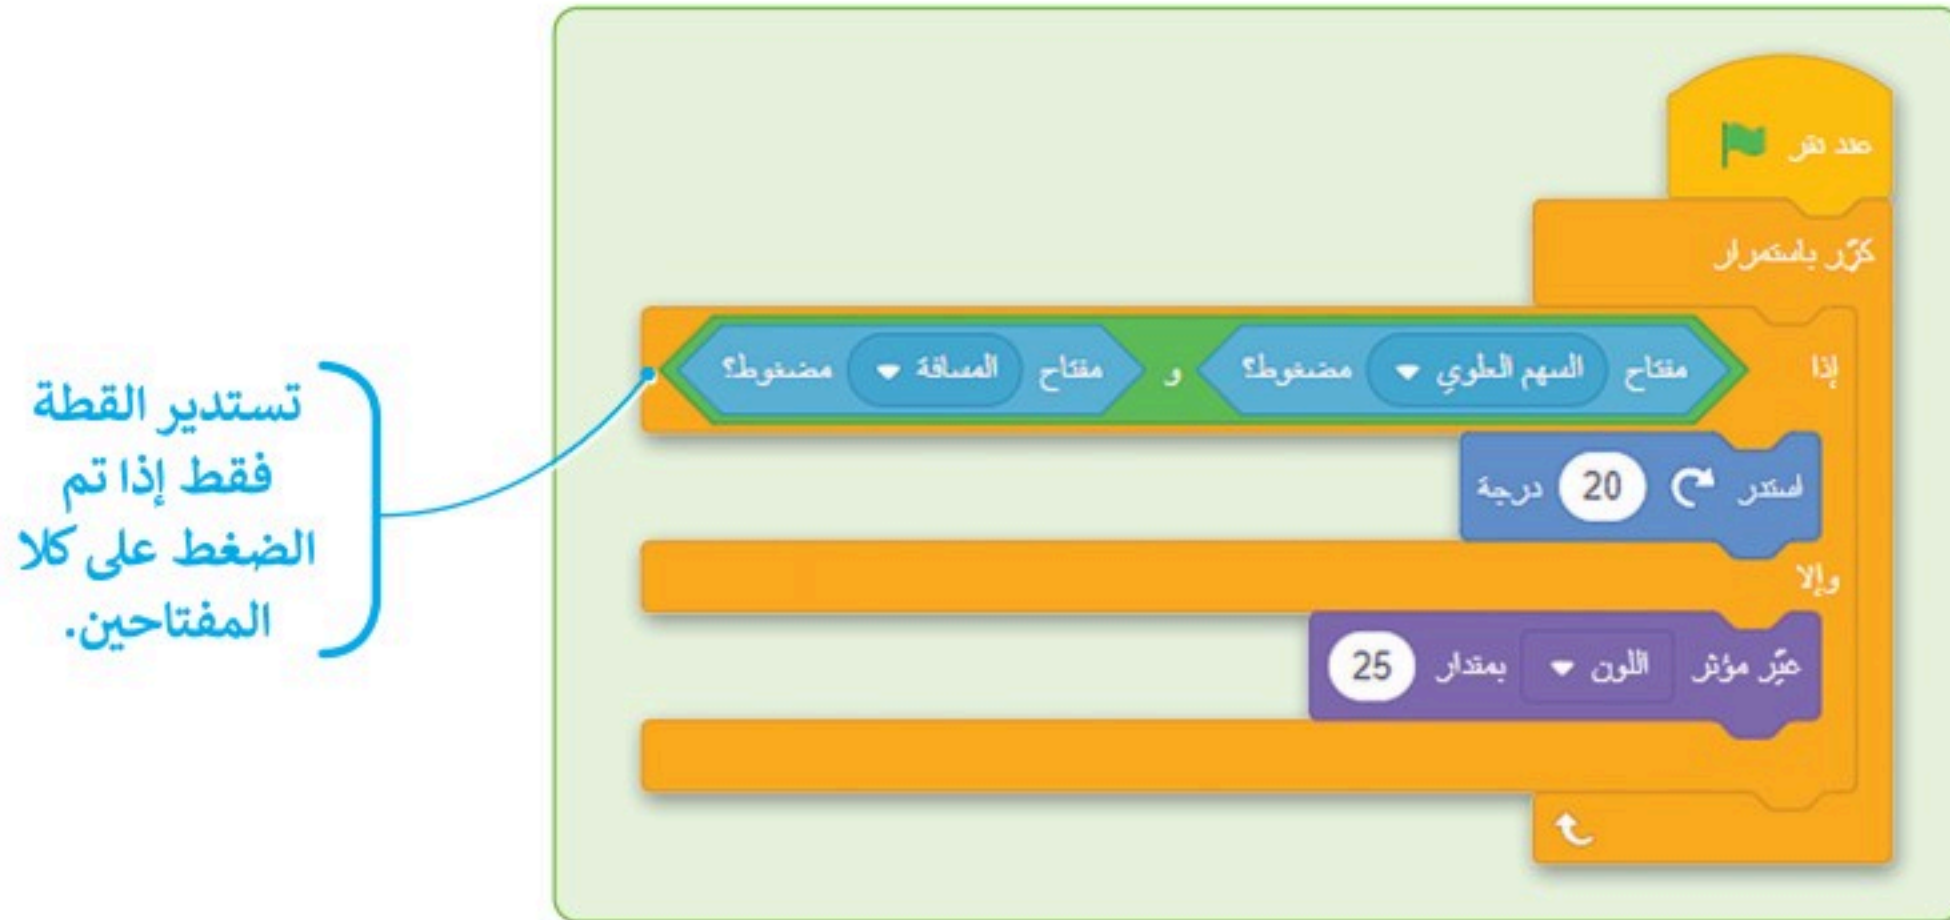 عند نقر
كرّر باستمرار
إذا مفتاح السهم العلوي مضغوط؟ و مفتاح المسافة مضغوط؟
استدر 20 درجة
وإلا
غيّر مؤثر اللون بمقدار 25
تستدير القطة
فقط إذا تم
الضغط على كلا
المفتاحين.